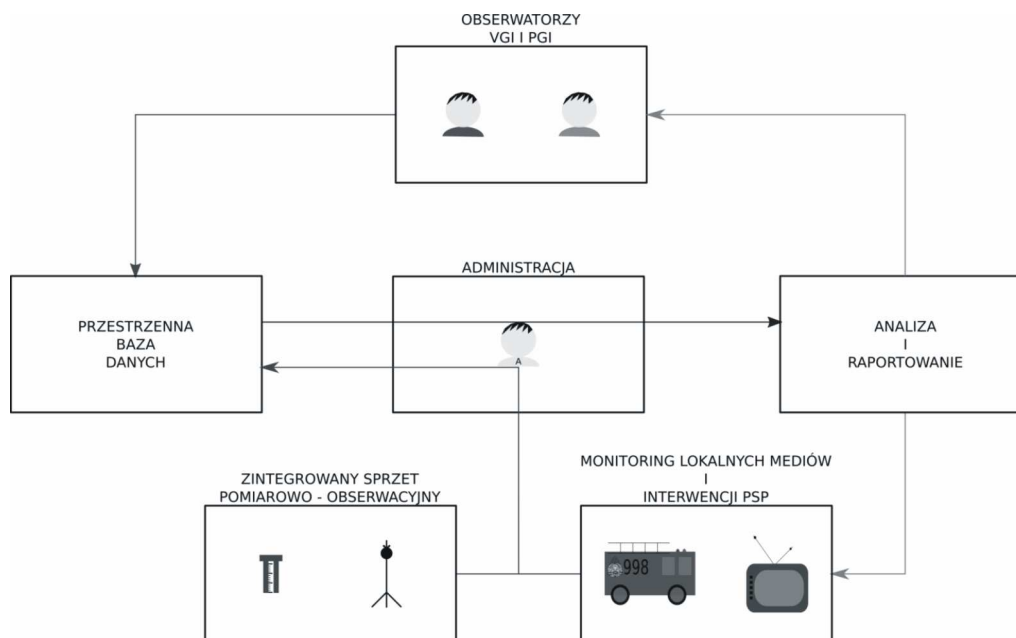 OBSERWATORZY
VGI I PGI
ADMINISTRACJA
PRZESTRZENNA
BAZA
DANYCH
A
ANALIZA
I
RAPORTOWANIE
ZINTEGROWANY SPRZET
POMIAROWO - OBSERWACYJNY
MONITORING LOKALNYCH MEDIÓW
I
INTERWENCJI PSP
998